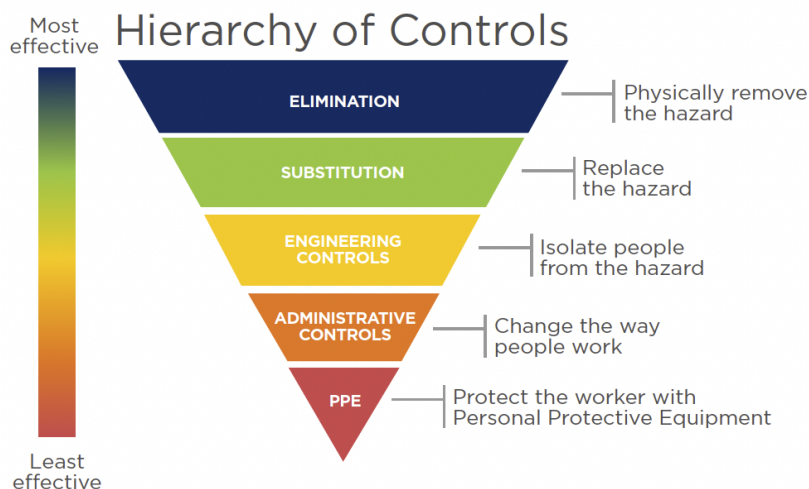 Most
effective
Hierarchy of Controls
ELIMINATION
Physically remove
the hazard
SUBSTITUTION
Replace
the hazard
ENGINEERING
CONTROLS
Isolate people
from the hazard
ADMINISTRATIVE
CONTROLS
Change the way
people work
PPE
Protect the worker with
Personal Protective Equipment
Least
effective